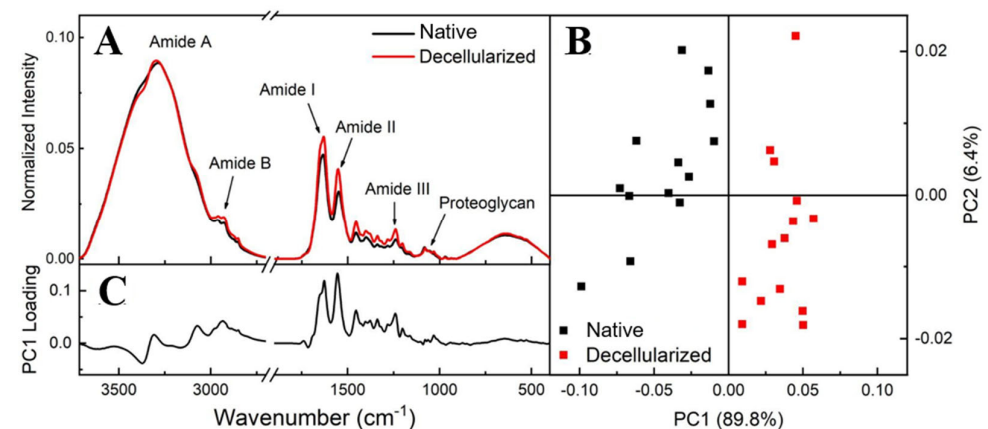 A
Amide A
Native
Decellularized
Amide I
Amide II
Amide B
Amide III
Proteoglycan
Normalized Intensity
0.10
0.05
0.00
C
PC1 Loading
0.1
0.0
3500 3000 1500 1000 500
Wavenumber (cm-1)
B
0.02
0.00
-0.02
PC2 (6.4%)
Native
Decellularized
-0.10 -0.05 0.00 0.05 0.10
PC1 (89.8%)